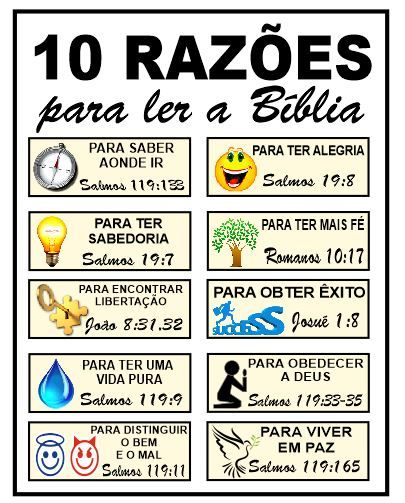 10 RAZÕES
para ler a Bíblia
PARA SABER
AONDE IR
Salmos 119:133
PARA TER ALEGRIA
Salmos 19:8
PARA TER
SABEDORIA
Salmos 19:7
PARA TER MAIS FÉ
Romanos 10:17
PARA ENCONTRAR
LIBERTAÇÃO
João 8:31,32
PARA OBTER ÊXITO
SUCCESS
Josué 1:8
PARA TER UMA
VIDA PURA
Salmos 119:9
PARA OBEDECER
A DEUS
Salmos 119:33-35
PARA DISTINGUIR
O BEM
E O MAL
Salmos 119:11
PARA VIVER
EM PAZ
Salmos 119:165